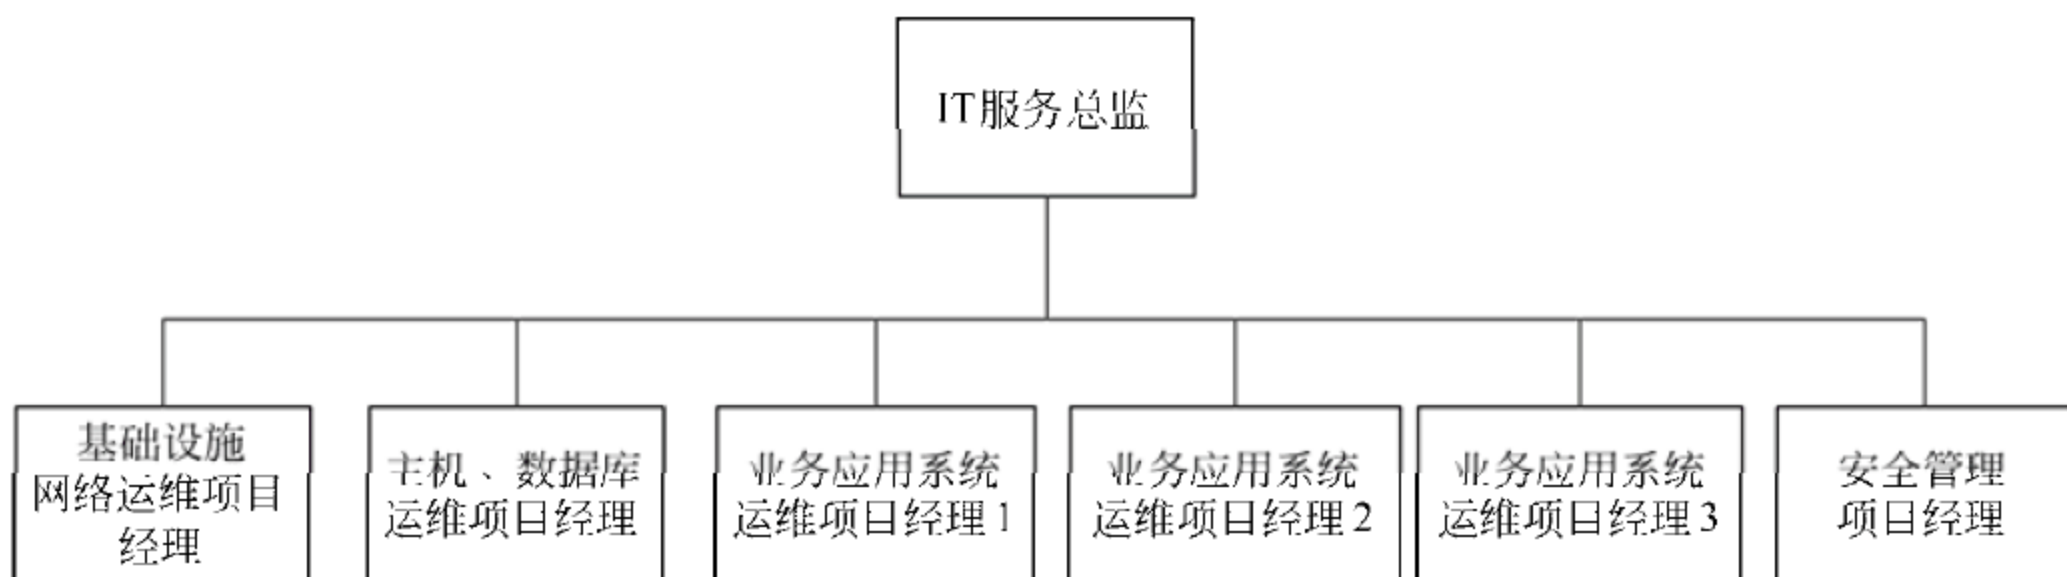 IT服务总监
基础设施
网络运维项目
经理
主机、数据库
运维项目经理
业务应用系统
运维项目经理1
业务应用系统
运维项目经理2
业务应用系统
运维项目经理3
安全管理
项目经理